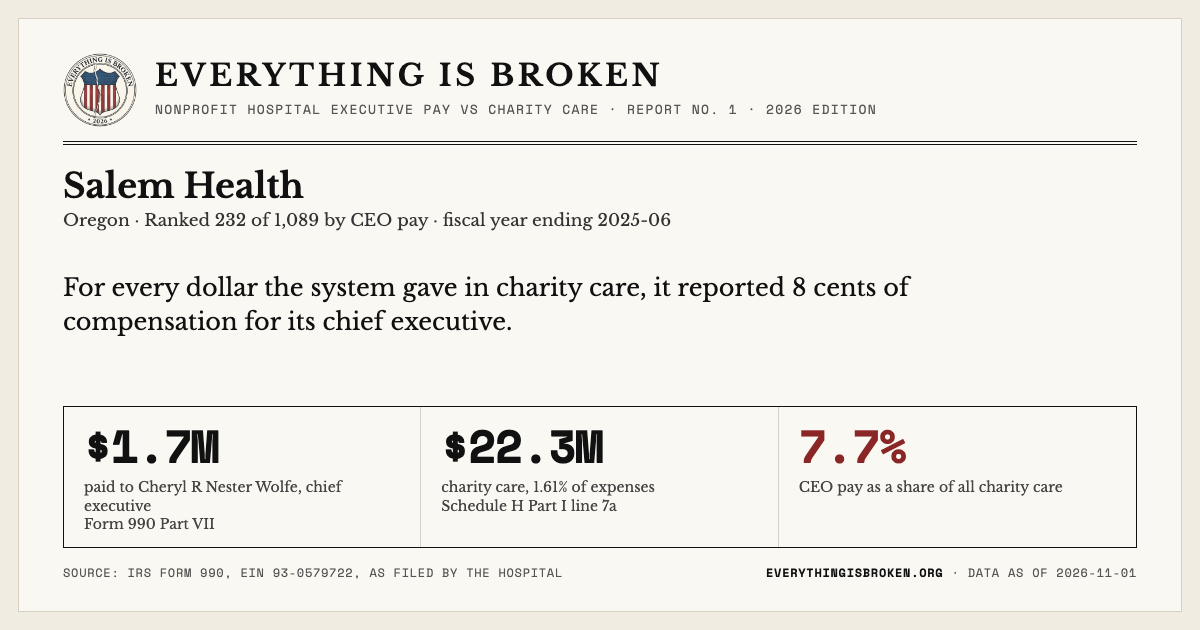 EVERYTHING IS BROKEN
· 2026 ·
EVERYTHING IS BROKEN
NONPROFIT HOSPITAL EXECUTIVE PAY VS CHARITY CARE · REPORT NO. 1 · 2026 EDITION
Salem Health
Oregon · Ranked 232 of 1,089 by CEO pay · fiscal year ending 2025-06
For every dollar the system gave in charity care, it reported 8 cents of
compensation for its chief executive.
$1.7M
paid to Cheryl R Nester Wolfe, chief
executive
Form 990 Part VII
$22.3M
charity care, 1.61% of expenses
Schedule H Part I line 7a
7.7%
CEO pay as a share of all charity care
SOURCE: IRS FORM 990, EIN 93-0579722, AS FILED BY THE HOSPITAL
EVERYTHINGISBROKEN.ORG · DATA AS OF 2026-11-01